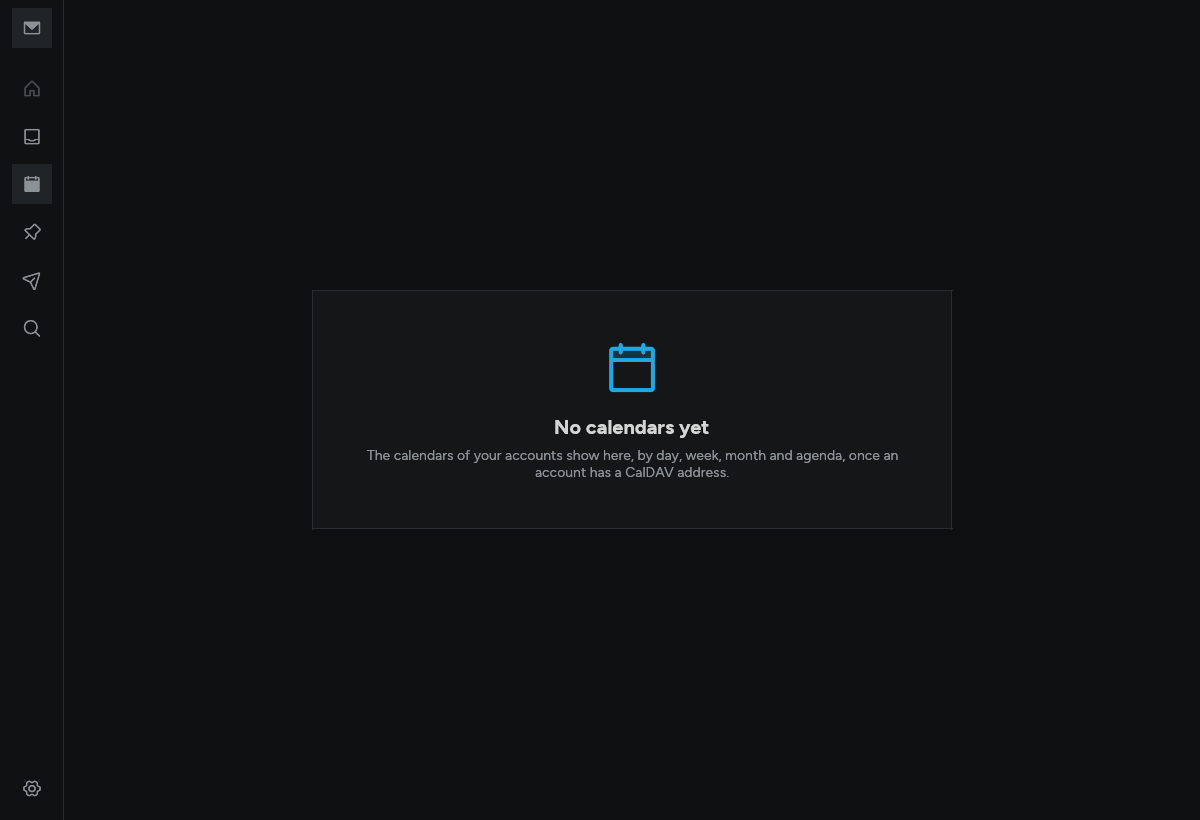 No calendars yet
The calendars of your accounts show here, by day, week, month and agenda, once an
account has a CalDAV address.